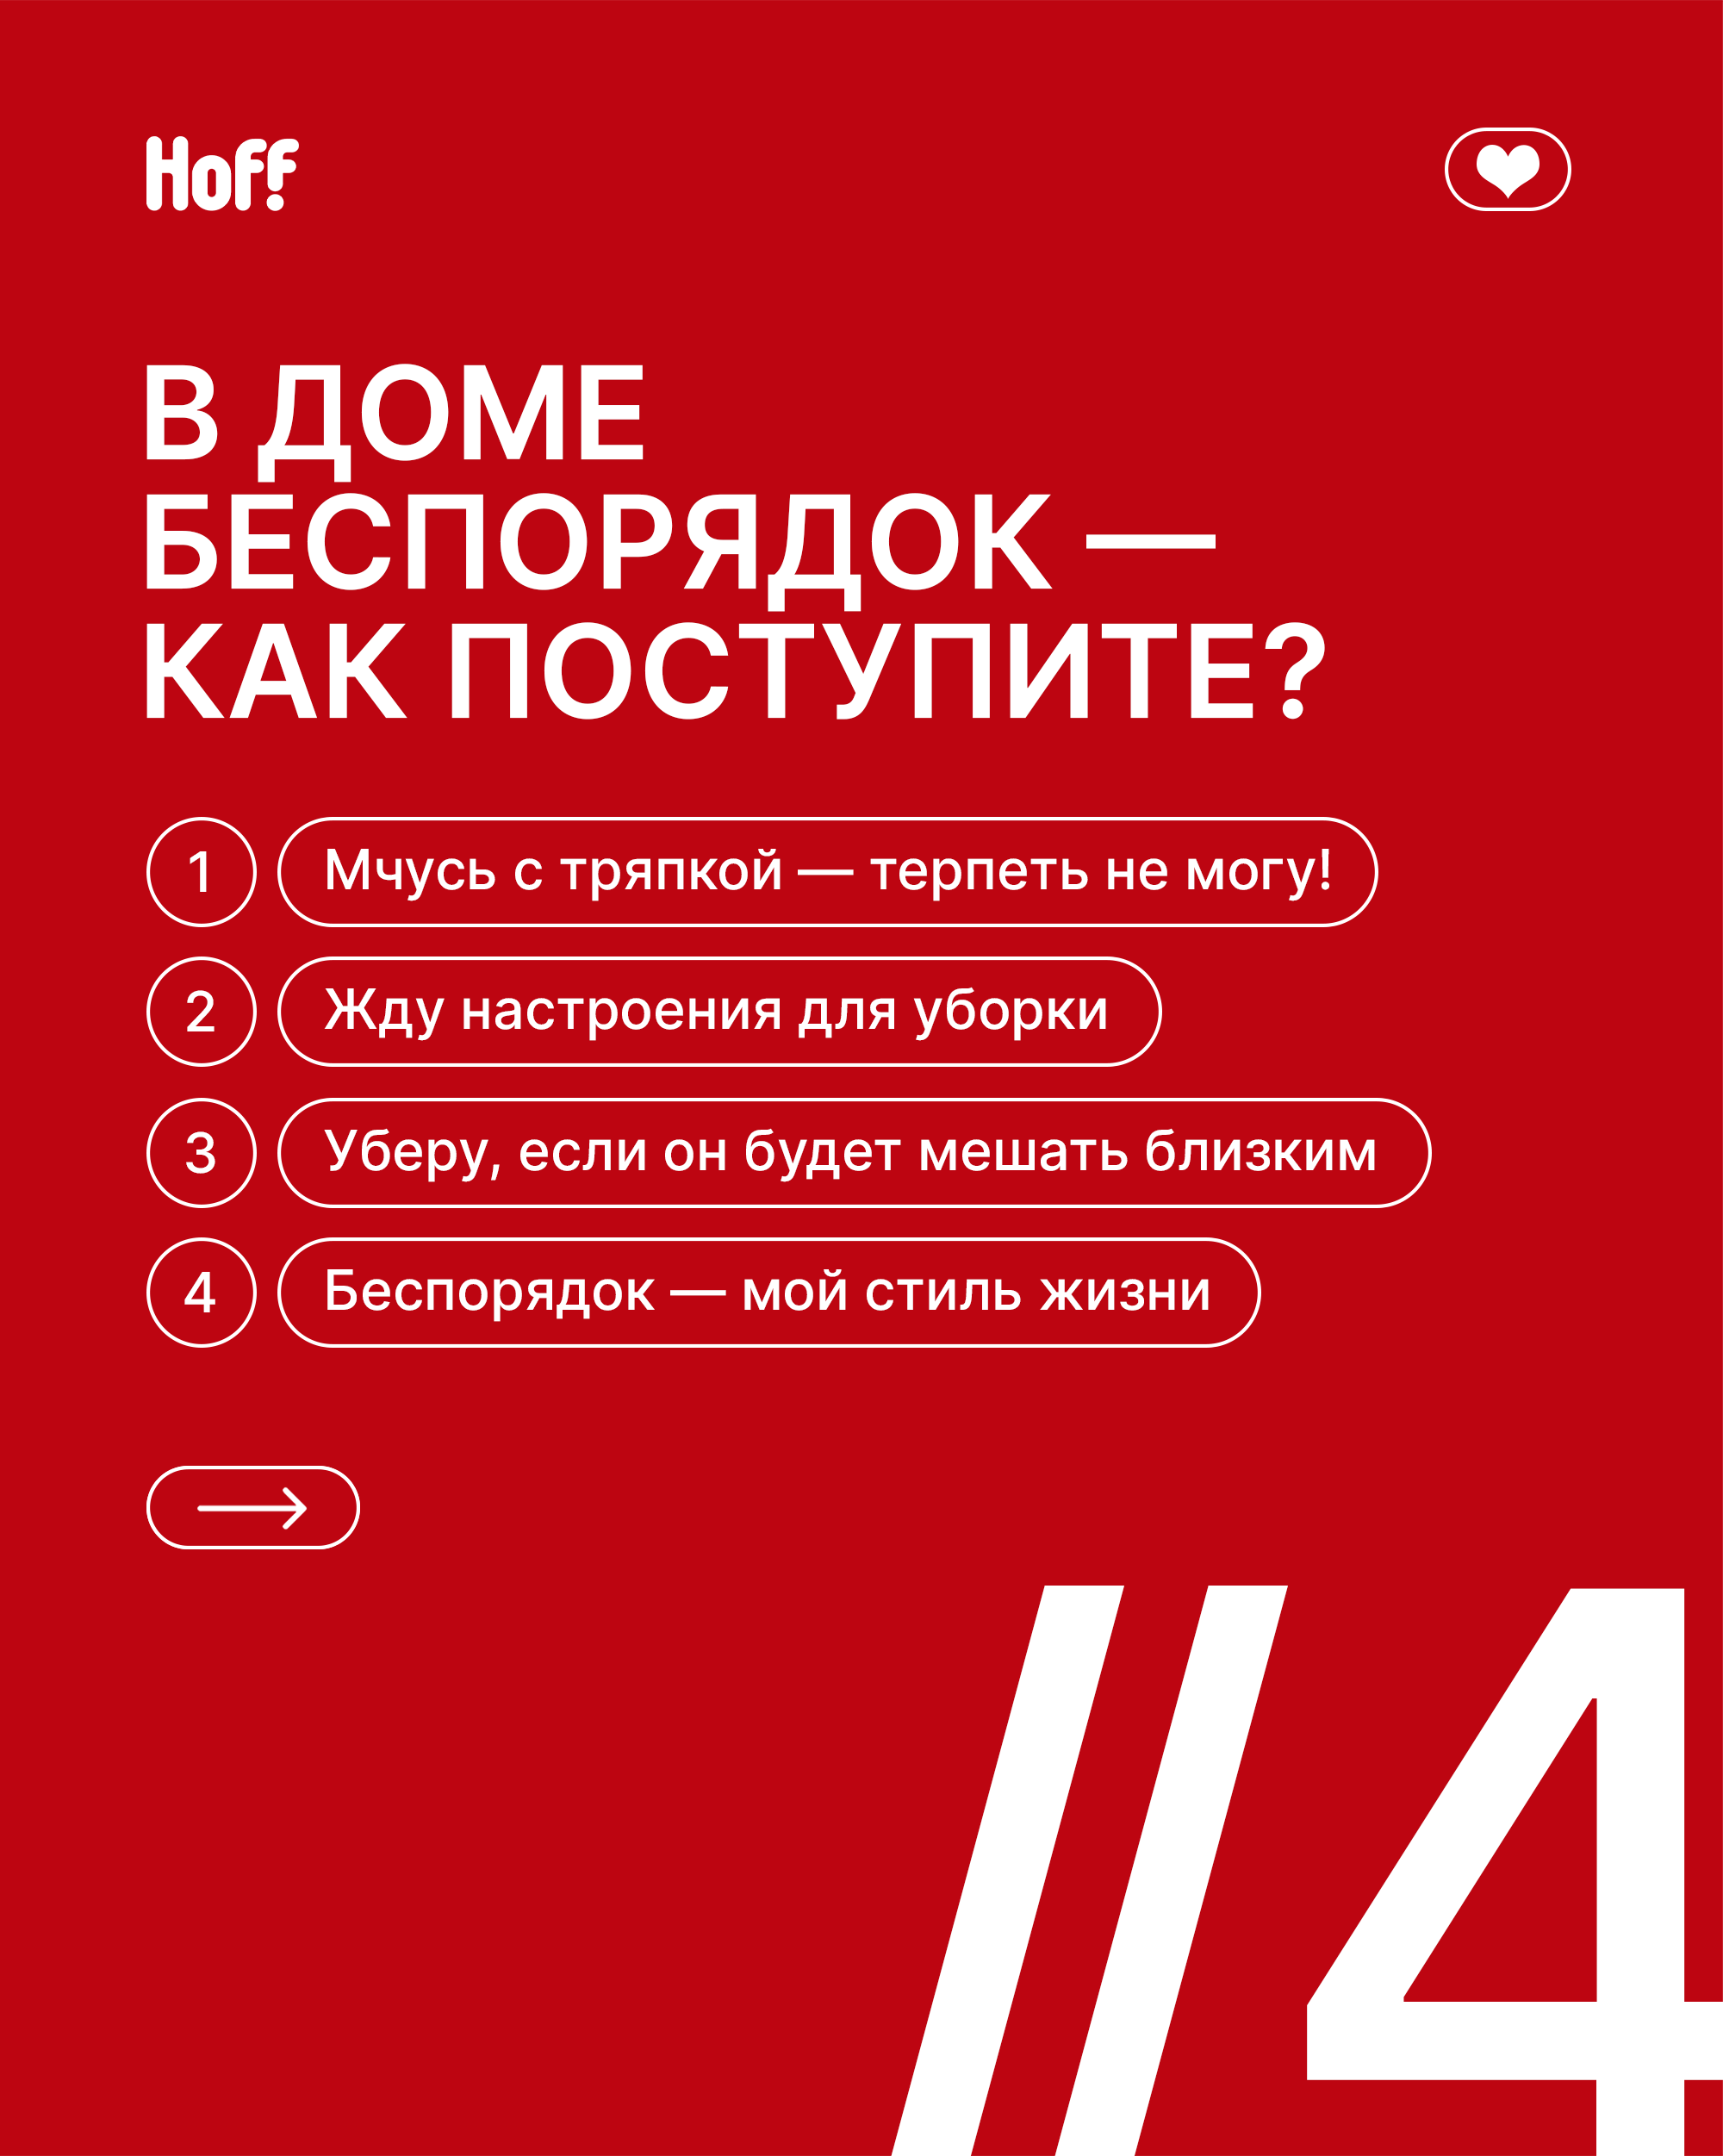 Hoff
В ДОМЕ
БЕСПОРЯДОК —
КАК ПОСТУПИТЕ?
1 Мчусь с тряпкой — терпеть не могу!
2 Жду настроения для уборки
3 Уберу, если он будет мешать близким
4 Беспорядок — мой стиль жизни
//4